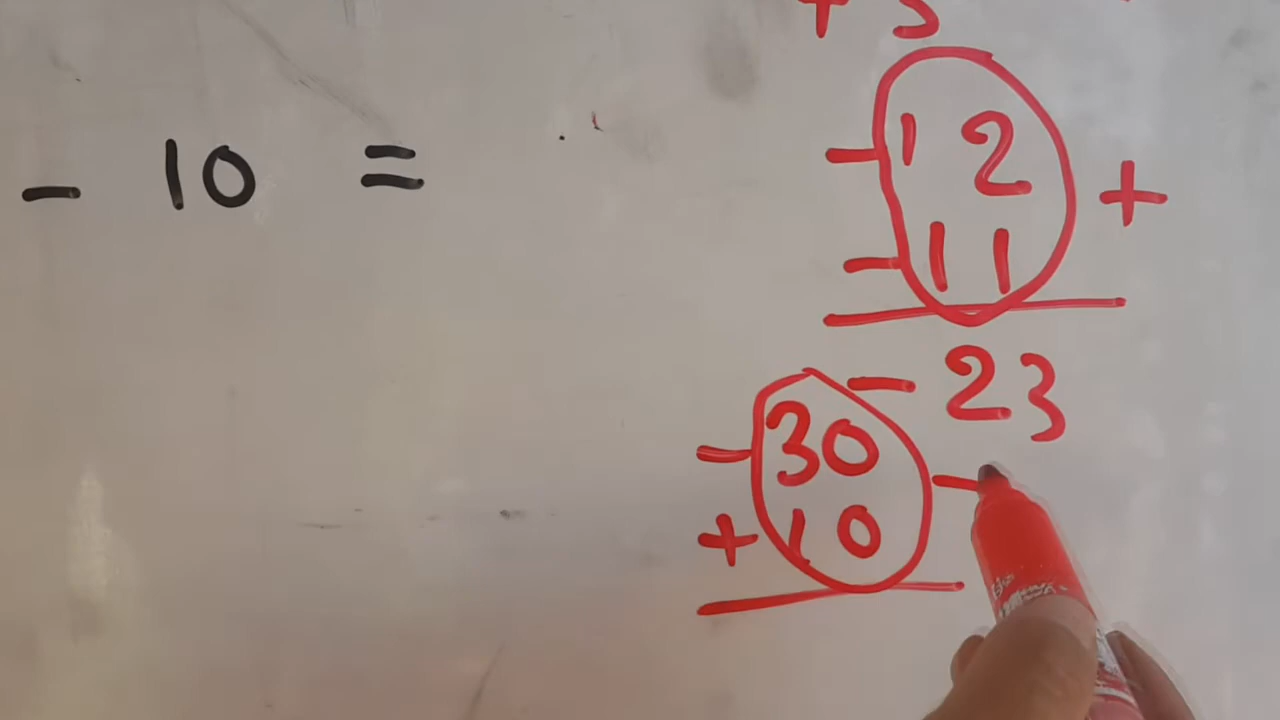 + 3
- 10 =
- 12 +
- 11
- 23
- 30 -
+ 10